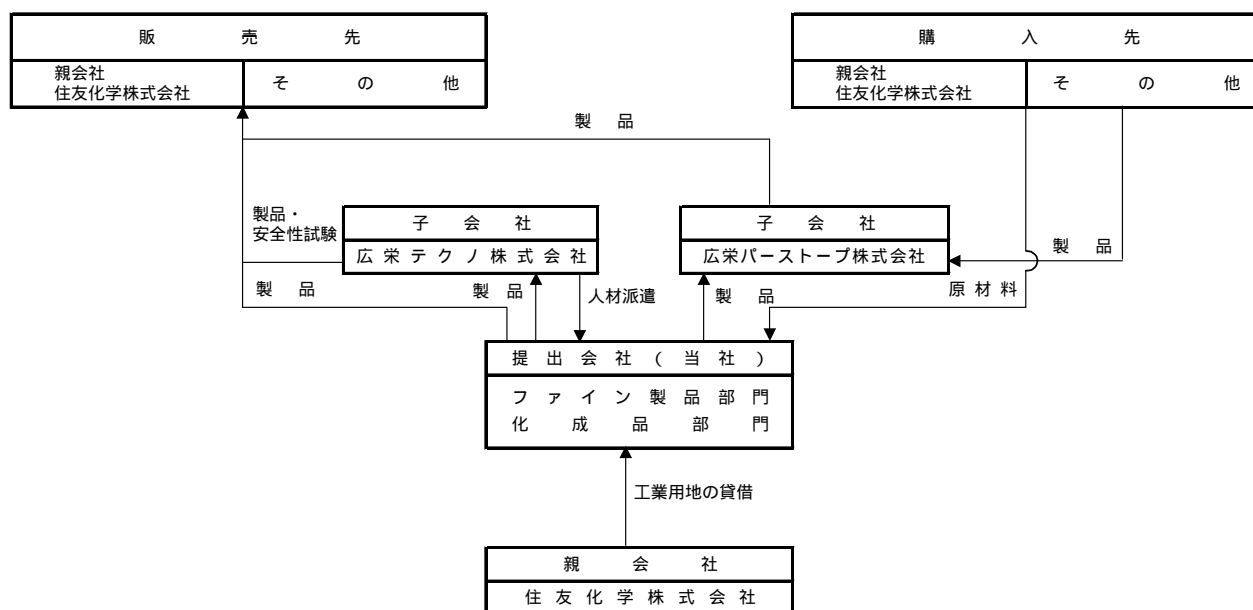 販売先
購入先
親会社
住友化学株式会社
その他
親会社
住友化学株式会社
その他
製品
製品・
安全性試験
子会社
広栄テクノ株式会社
子会社
広栄パーストープ株式会社
製品
製品
製品
人材派遣
製品
原材料
提出会社(当社)
ファイン製品部門
化成品部門
工業用地の貸借
親会社
住友化学株式会社